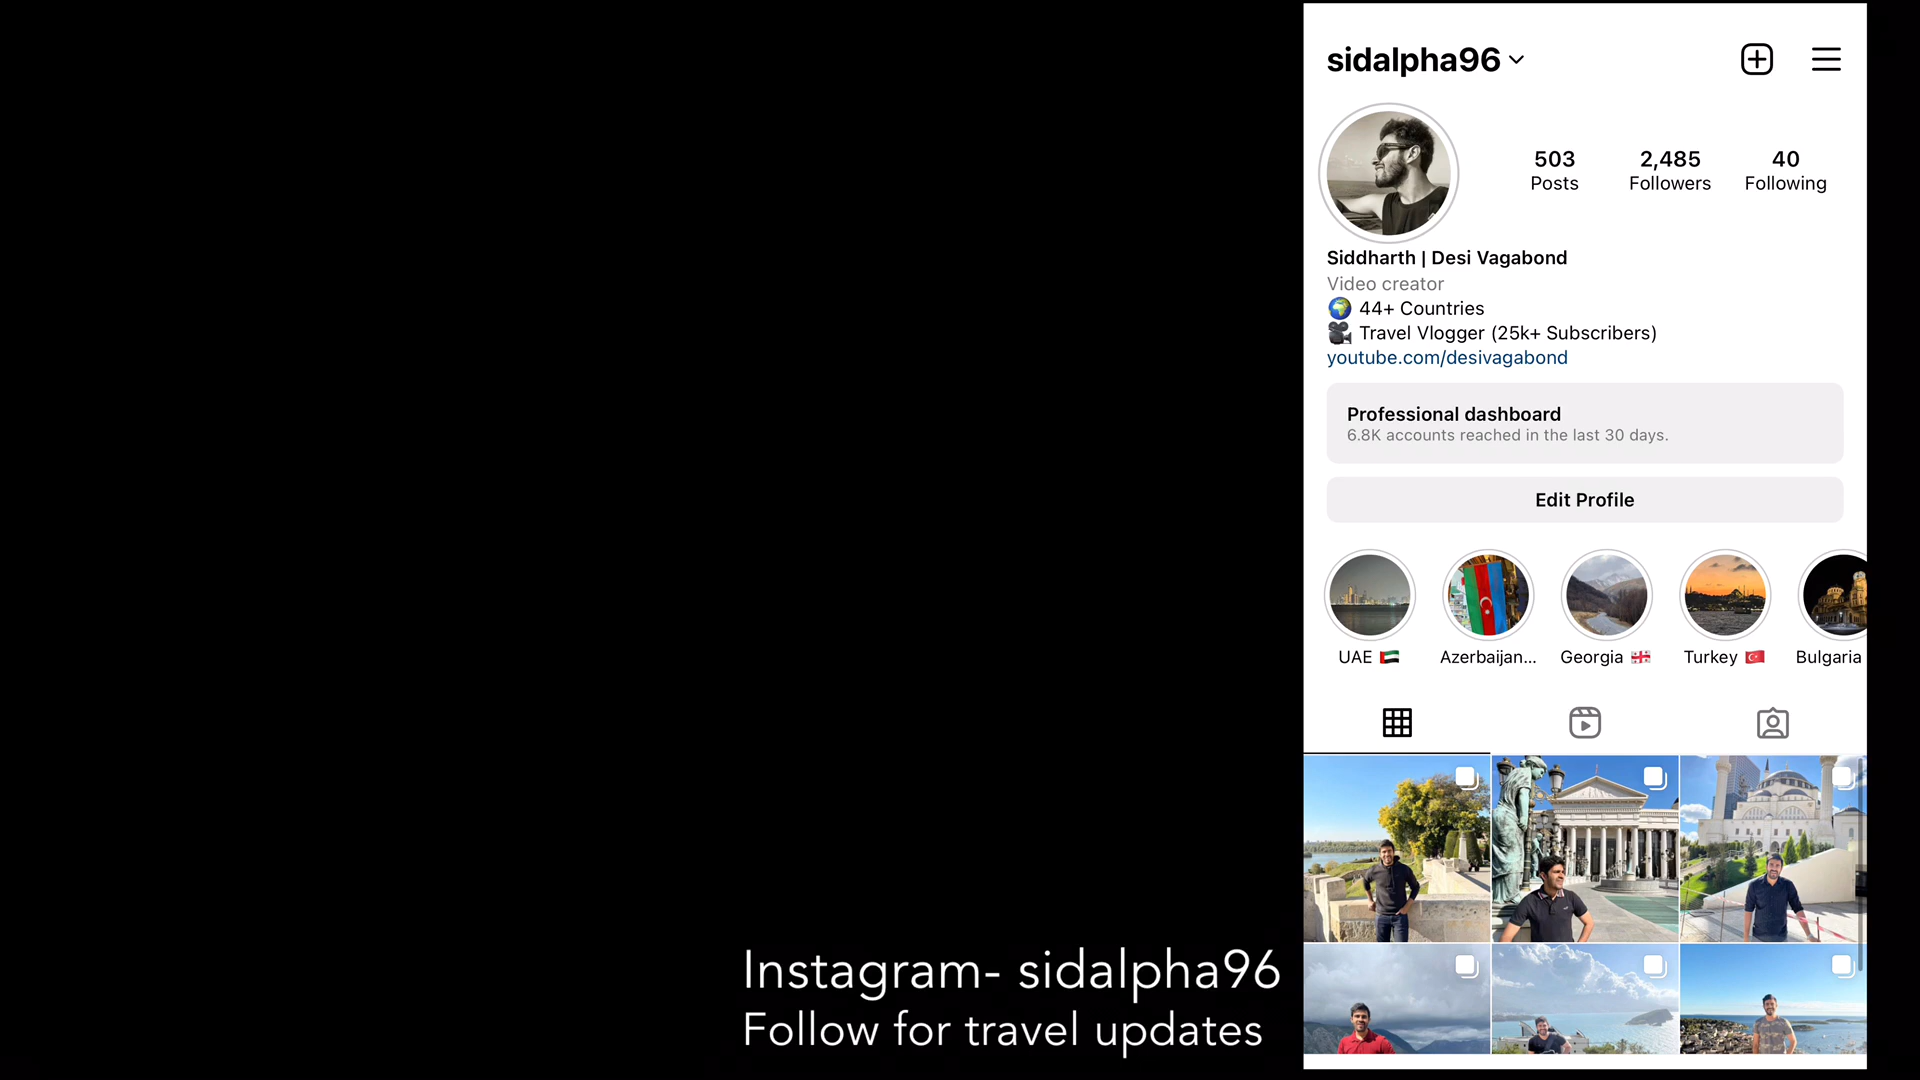 sidalpha96
503
Posts
2,485
Followers
40
Following
Siddharth | Desi Vagabond
Video creator
🌍 44+ Countries
🎥 Travel Vlogger (25k+ Subscribers)
youtube.com/desivagabond
Professional dashboard
6.8K accounts reached in the last 30 days.
Edit Profile
UAE 🇦🇪
Azerbaijan...
Georgia 🇬🇪
Turkey 🇹🇷
Bulgaria
Instagram- sidalpha96
Follow for travel updates